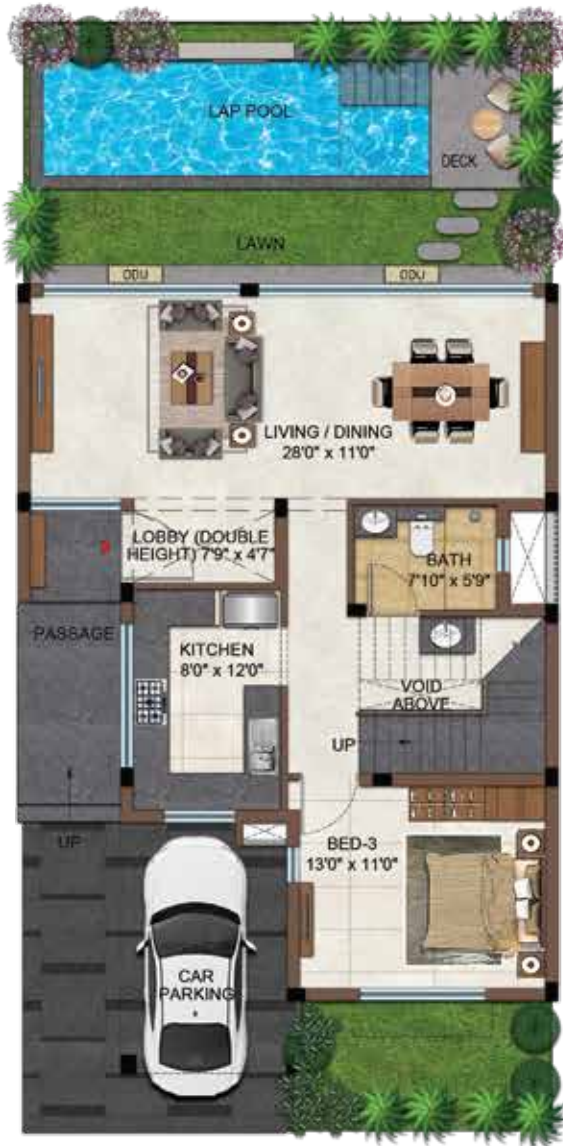 LAP POOL
DECK
LAWN
ODU
ODU
LIVING / DINING
28'0" x 11'0"
LOBBY (DOUBLE
HEIGHT) 7'9" x 4'7"
BATH
7'10" x 5'9"
PASSAGE
KITCHEN
8'0" x 12'0"
VOID
ABOVE
UP
UP
BED-3
13'0" x 11'0"
CAR
PARKING